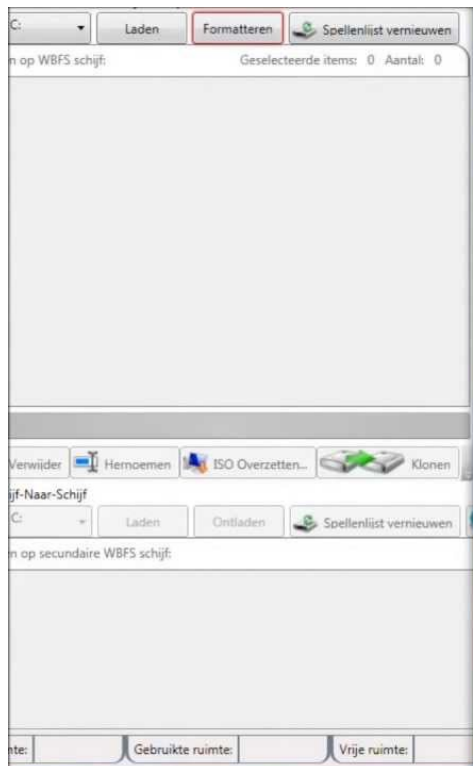 C: Laden Formatteren Spellenlijst vernieuwen
n op WBFS schijf: Geselecteerde items: 0 Aantal: 0
Verwijder Hernoemen ISO Overzetten... Klonen
ijf-Naar-Schijf
C: Laden Ontladen Spellenlijst vernieuwen
n op secundaire WBFS schijf:
nte: Gebruikte ruimte: Vrije ruimte: